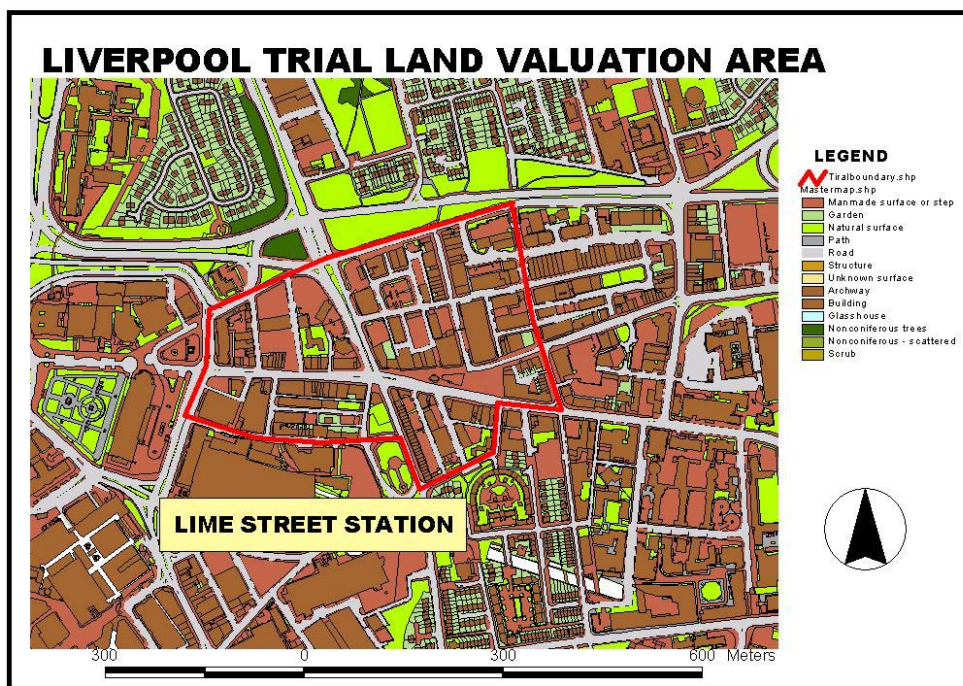 LIVERPOOL TRIAL LAND VALUATION AREA
LEGEND
Tiralboundary.shp
Mastermap.shp
Manmade surface or step
Garden
Natural surface
Path
Road
Structure
Unknown surface
Archway
Building
Glasshouse
Nonconiferous trees
Nonconiferous - scattered
Scrub
LIME STREET STATION
300 0 300 600 Meters